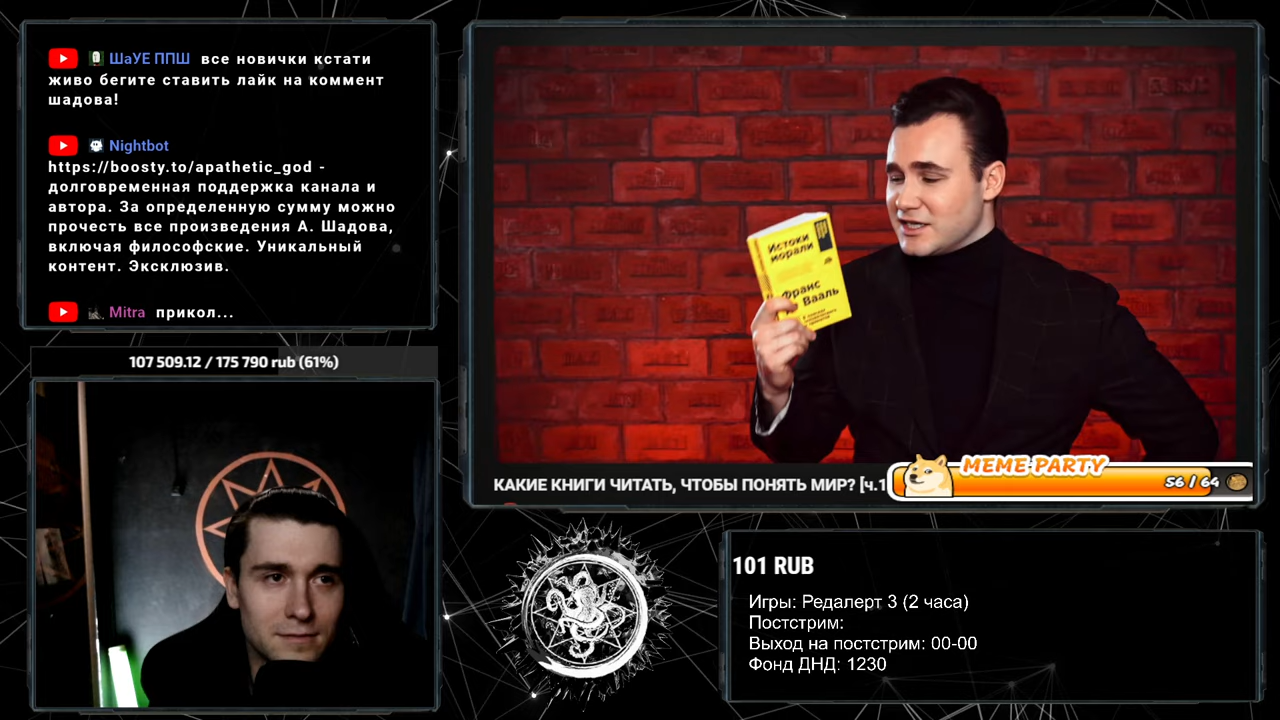 ШаУЕ ППШ все новички кстати
живо бегите ставить лайк на коммент
шадова!
Nightbot
https://boosty.to/apathetic_god -
долговременная поддержка канала и
автора. За определенную сумму можно
прочесть все произведения А. Шадова,
включая философские. Уникальный
контент. Эксклюзив.
Mitra прикол...
107 509.12 / 175 790 rub (61%)
Истоки
морали
Франс
Вааль
КАКИЕ КНИГИ ЧИТАТЬ, ЧТОБЫ ПОНЯТЬ МИР? [ч.1
MEME PARTY
56 / 64
101 RUB
Игры: Редалерт 3 (2 часа)
Постстрим:
Выход на постстрим: 00-00
Фонд ДНД: 1230